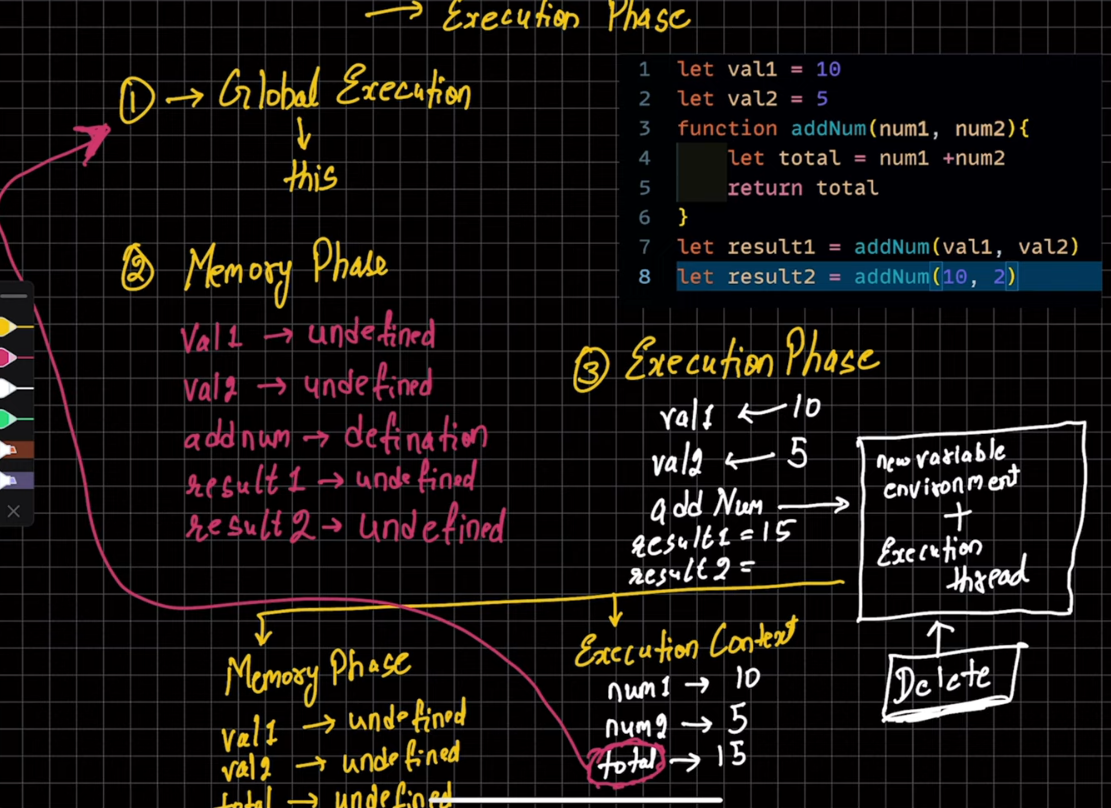 → Execution Phase
① → Global Execution
↓
this
1 let val1 = 10
2 let val2 = 5
3 function addNum(num1, num2){
4 let total = num1 +num2
5 return total
6 }
7 let result1 = addNum(val1, val2)
8 let result2 = addNum(10, 2)
② Memory Phase
Val1 → undefined
val2 → undefined
addnum → defination
result1 → undefined
result2 → undefined
③ Execution Phase
val1 ← 10
val2 ← 5
add Num →
result1 = 15
result2 =
new variable
environment
+
Execution
thread
Delete
Memory Phase
val1 → undefined
val2 → undefined
total → undefined
Execution Context
num1 → 10
num2 → 5
total → 15